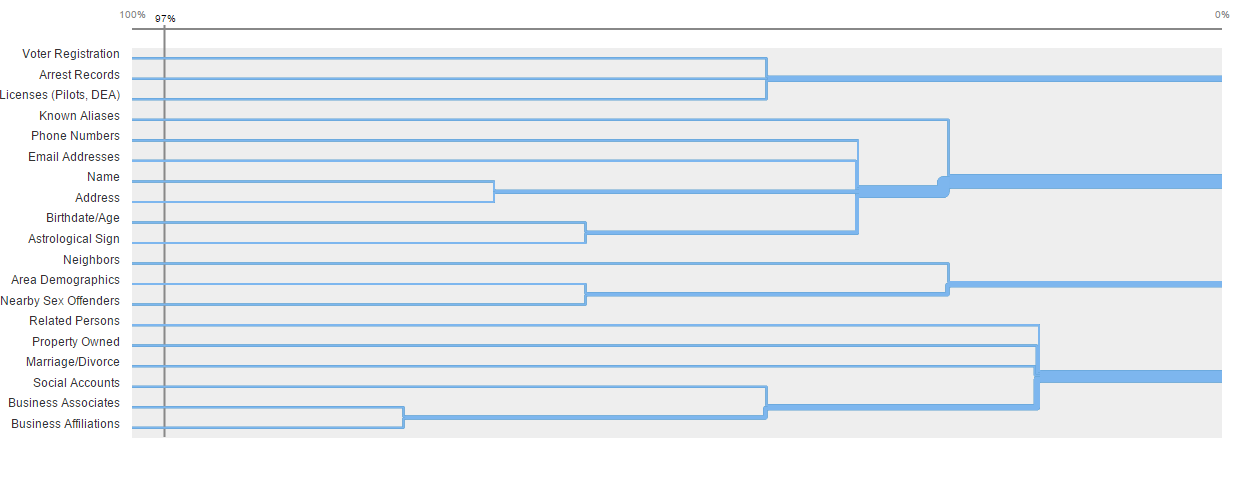 100% 97% 0%
Voter Registration
Arrest Records
Licenses (Pilots, DEA)
Known Aliases
Phone Numbers
Email Addresses
Name
Address
Birthdate/Age
Astrological Sign
Neighbors
Area Demographics
Nearby Sex Offenders
Related Persons
Property Owned
Marriage/Divorce
Social Accounts
Business Associates
Business Affiliations